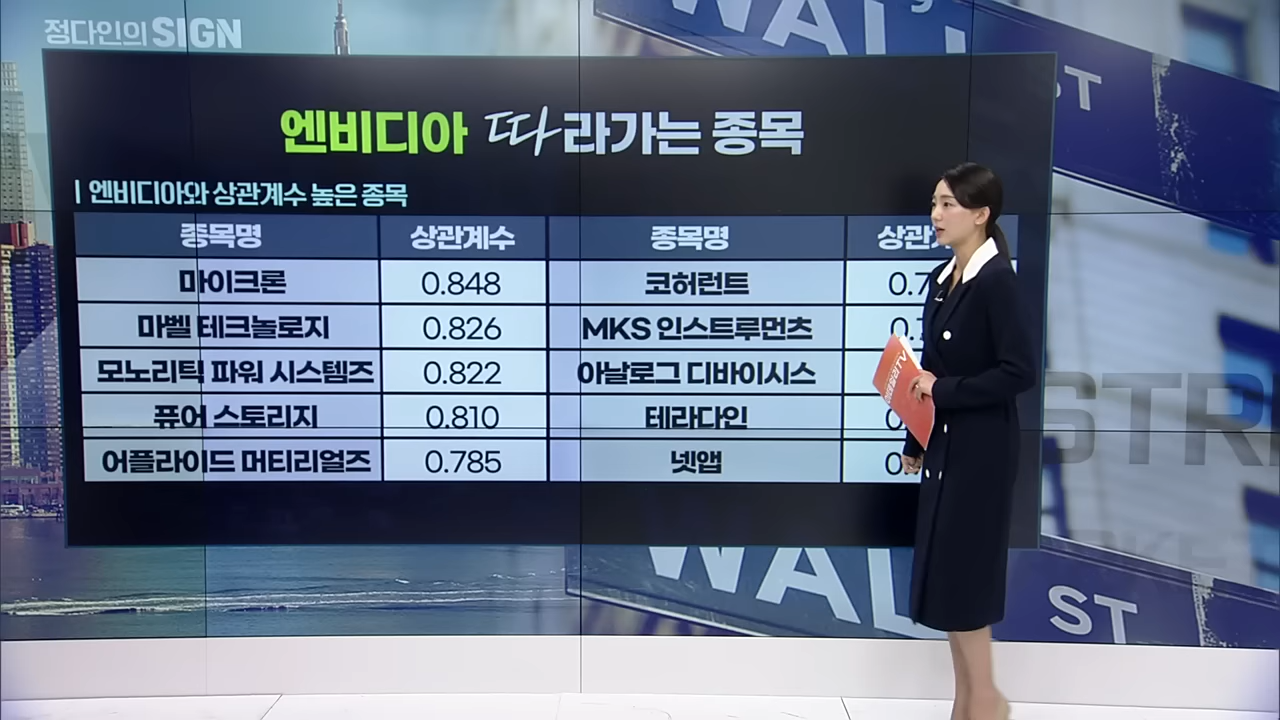 정다인의 SIGN
WALL
ST
엔비디아 따라가는 종목
엔비디아와 상관계수 높은 종목
종목명 상관계수 종목명
마이크론 0.848 코허런트
마벨 테크놀로지 0.826 MKS 인스트루먼츠
모노리틱 파워 시스템즈 0.822 아날로그 디바이시스
퓨어 스토리지 0.810 테라다인
어플라이드 머티리얼즈 0.785 넷앱
WALL
ST